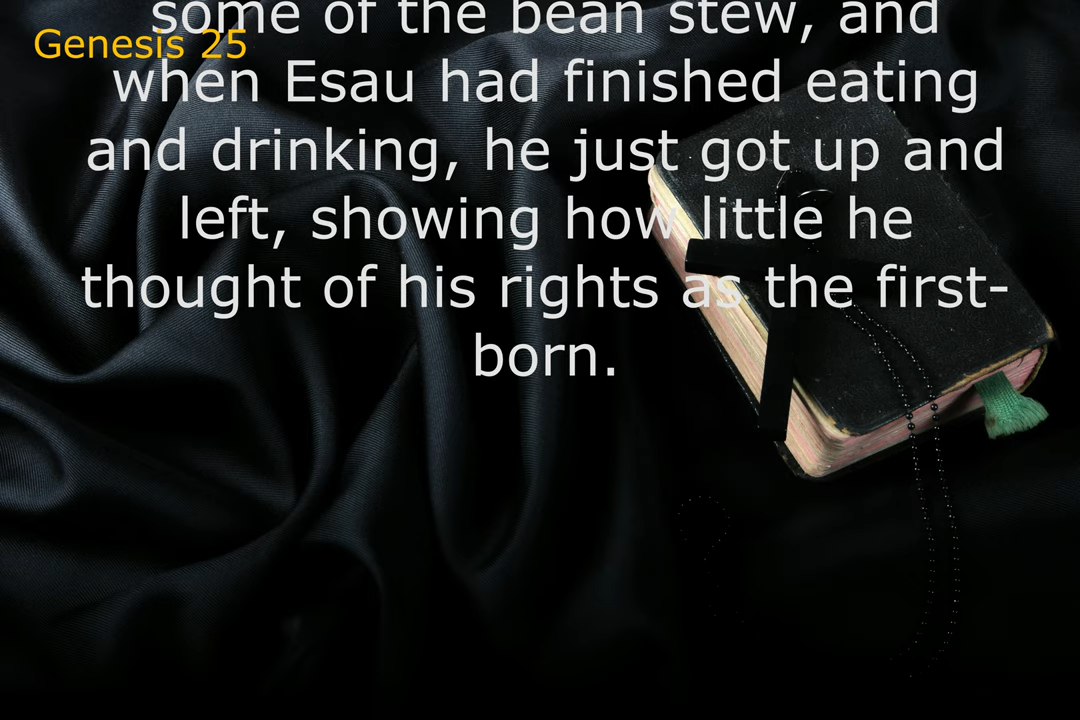 some of the bean stew, and
Genesis 25
when Esau had finished eating
and drinking, he just got up and
left, showing how little he
thought of his rights as the first-
born.